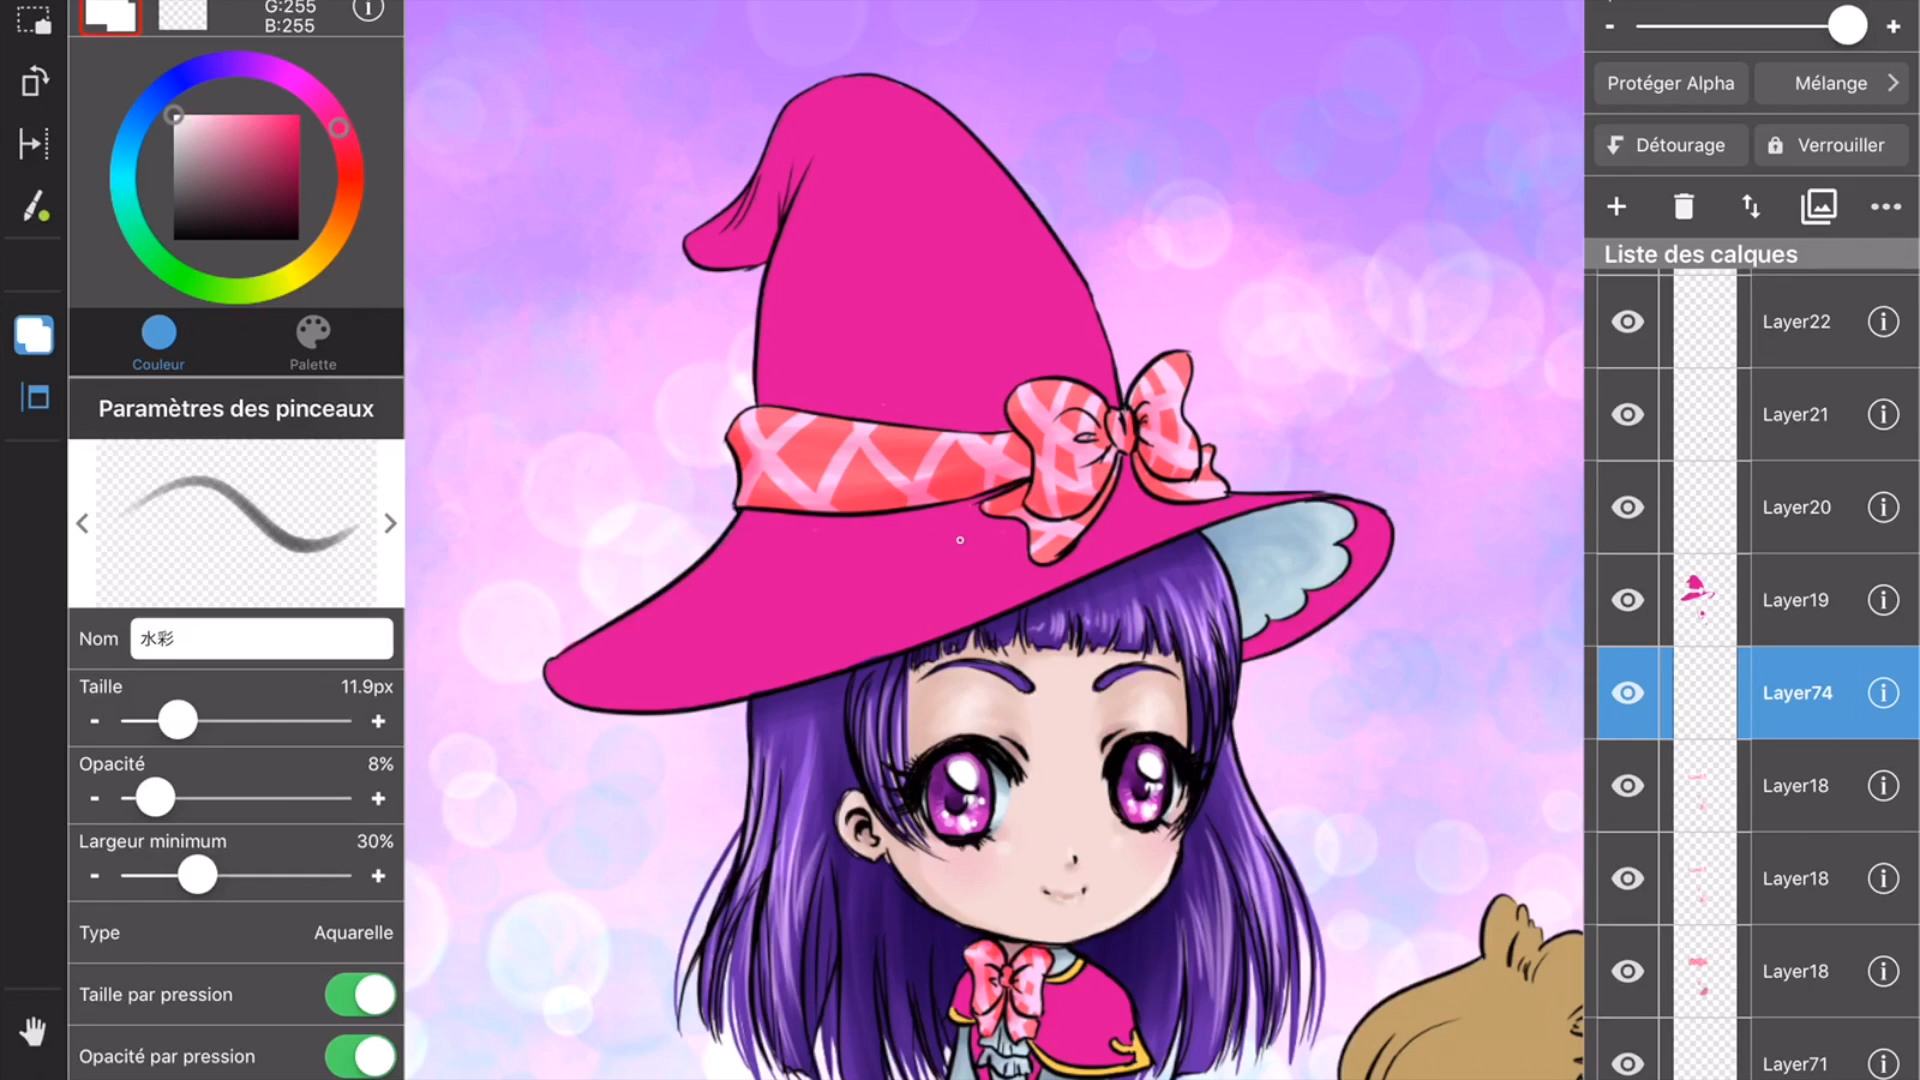 G:255
B:255
Couleur
Palette
Paramètres des pinceaux
Nom 水彩
Taille 11.9px
- +
Opacité 8%
- +
Largeur minimum 30%
- +
Type Aquarelle
Taille par pression
Opacité par pression
- +
Protéger Alpha
Mélange
Détourage
Verrouiller
Liste des calques
Layer22
Layer21
Layer20
Layer19
Layer74
Layer18
Layer18
Layer18
Layer71